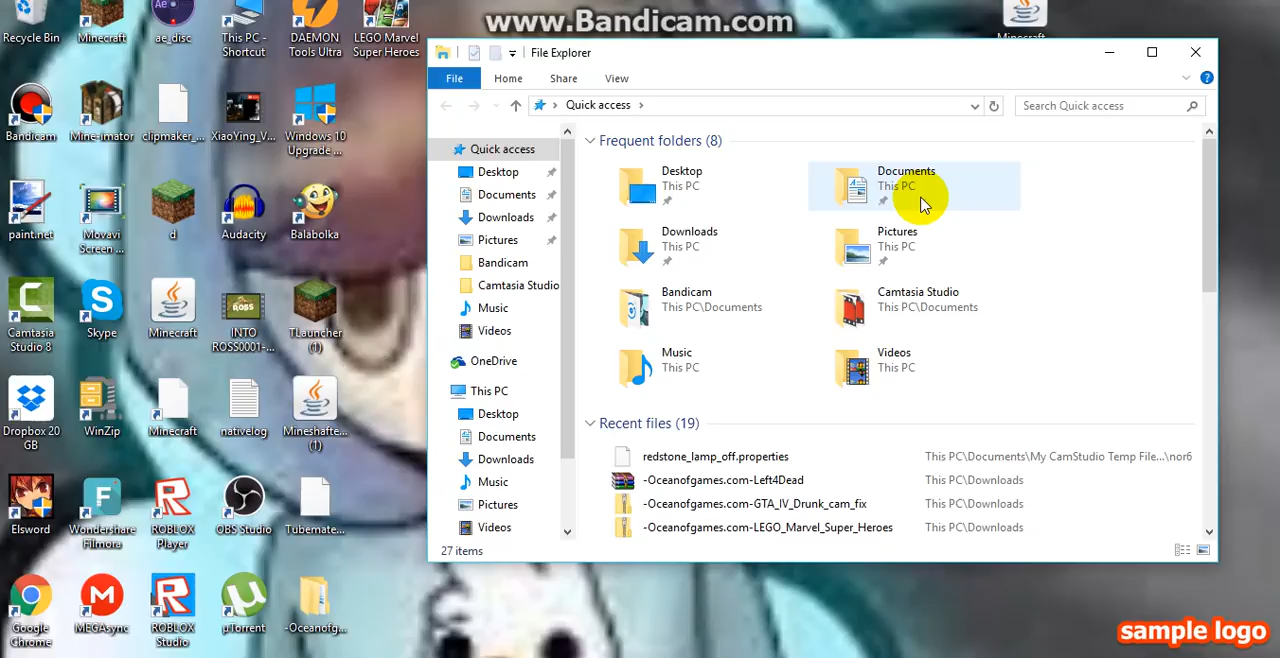 www.Bandicam.com
Recycle Bin
Minecraft
ae_disc
This PC -
Shortcut
DAEMON
Tools Ultra
LEGO Marvel
Super Heroes
Minecraft
Bandicam
Mine-imator
clipmaker_...
XiaoYing_V...
Windows 10
Upgrade ...
paint.net
Movavi
Screen ...
d
Audacity
Balabolka
Camtasia
Studio 8
Skype
Minecraft
INTO
ROSS0001-...
TLauncher
(1)
Dropbox 20
GB
WinZip
Minecraft
nativelog
Mineshafte...
(1)
Elsword
Wondershare
Filmora
ROBLOX
Player
OBS Studio
Tubemate...
Google
Chrome
MEGAsync
ROBLOX
Studio
µTorrent
-Oceanofg...
File Explorer
File
Home
Share
View
Quick access
Search Quick access
Quick access
Desktop
Documents
Downloads
Pictures
Bandicam
Camtasia Studio
Music
Videos
OneDrive
This PC
Desktop
Documents
Downloads
Music
Pictures
Videos
Frequent folders (8)
Desktop
This PC
Documents
This PC
Downloads
This PC
Pictures
This PC
Bandicam
This PC\Documents
Camtasia Studio
This PC\Documents
Music
This PC
Videos
This PC
Recent files (19)
redstone_lamp_off.properties This PC\Documents\My CamStudio Temp File...\nor6
-Oceanofgames.com-Left4Dead This PC\Downloads
-Oceanofgames.com-GTA_IV_Drunk_cam_fix This PC\Downloads
-Oceanofgames.com-LEGO_Marvel_Super_Heroes This PC\Downloads
27 items
sample logo